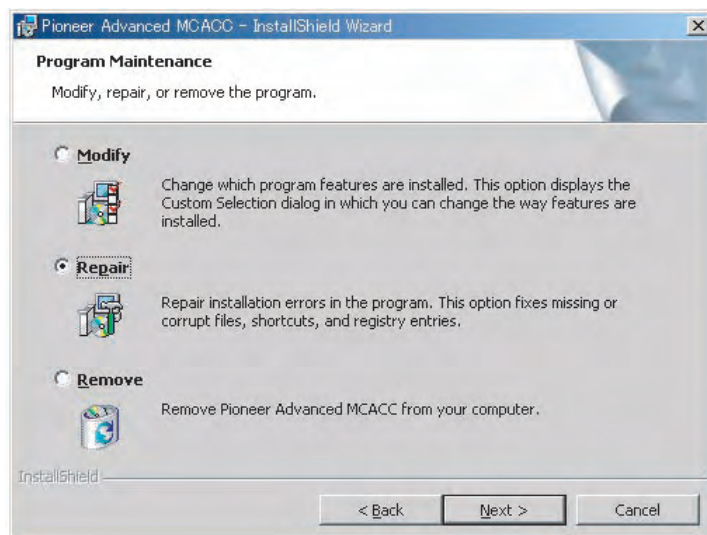 Pioneer Advanced MCACC - InstallShield Wizard
Program Maintenance
Modify, repair, or remove the program.
Modify
Change which program features are installed. This option displays the
Custom Selection dialog in which you can change the way features are
installed.
Repair
Repair installation errors in the program. This option fixes missing or
corrupt files, shortcuts, and registry entries.
Remove
Remove Pioneer Advanced MCACC from your computer.
InstallShield
< Back
Next >
Cancel